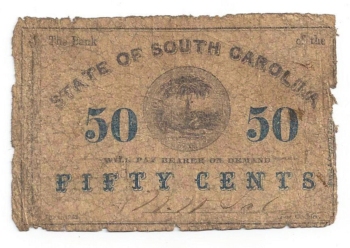 The Bank of the
STATE OF SOUTH CAROLINA
50 50
WILL PAY BEARER ON DEMAND
FIFTY CENTS